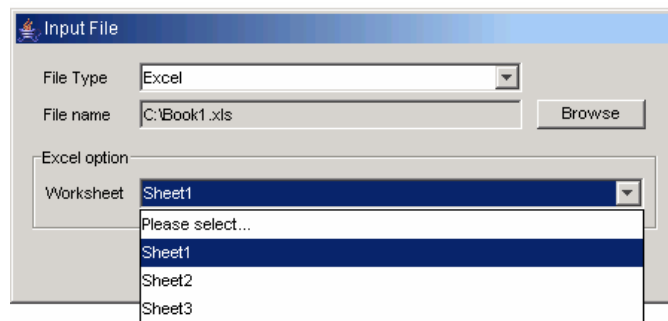 Input File
File Type Excel
File name C:\Book1.xls Browse
Excel option
Worksheet Sheet1
Please select...
Sheet1
Sheet2
Sheet3